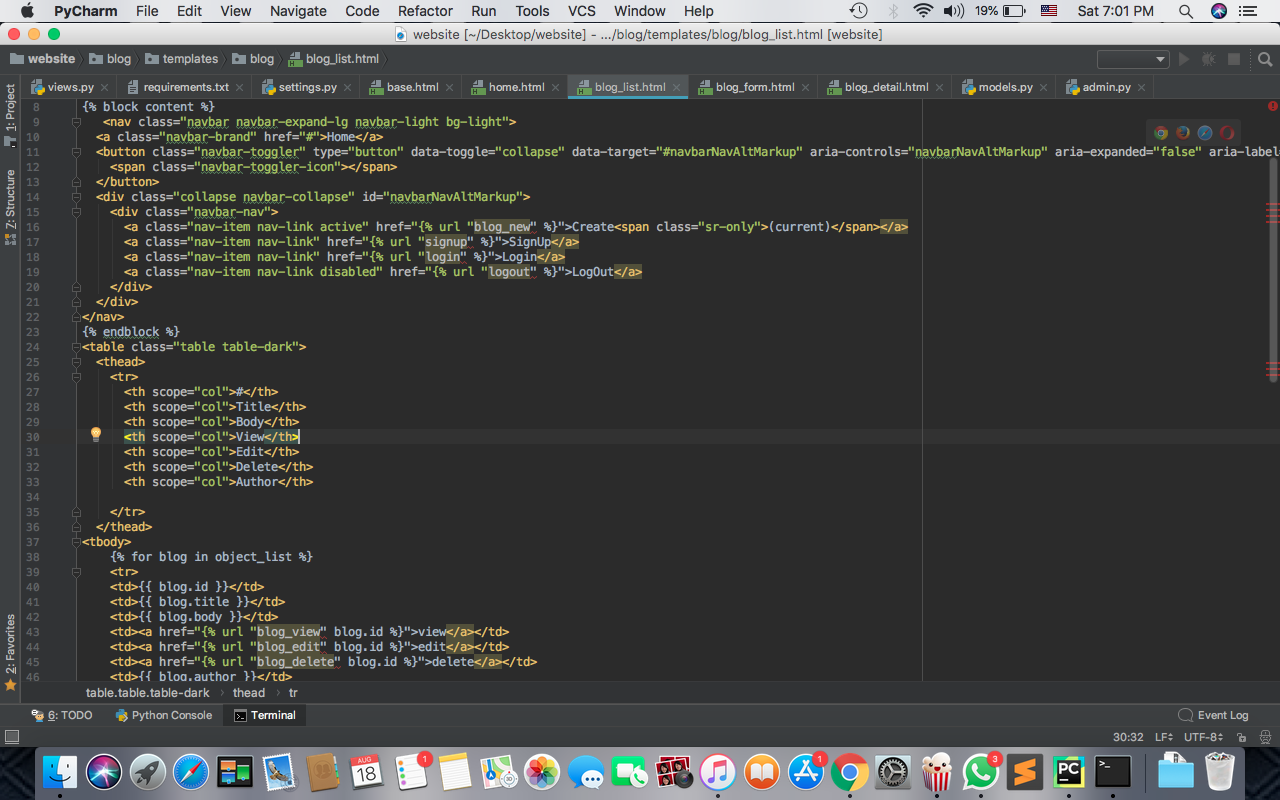 PyCharm File Edit View Navigate Code Refactor Run Tools VCS Window Help 19% Sat 7:01 PM
website [~/Desktop/website] - .../blog/templates/blog/blog_list.html [website]
website blog templates blog blog_list.html
views.py requirements.txt settings.py base.html home.html blog_list.html blog_form.html blog_detail.html models.py admin.py
1: Project
7: Structure
2: Favorites
8 {% block content %}
9 <nav class="navbar navbar-expand-lg navbar-light bg-light">
10 <a class="navbar-brand" href="#">Home</a>
11 <button class="navbar-toggler" type="button" data-toggle="collapse" data-target="#navbarNavAltMarkup" aria-controls="navbarNavAltMarkup" aria-expanded="false" aria-label=
12 <span class="navbar-toggler-icon"></span>
13 </button>
14 <div class="collapse navbar-collapse" id="navbarNavAltMarkup">
15 <div class="navbar-nav">
16 <a class="nav-item nav-link active" href="{% url "blog_new" %}">Create<span class="sr-only">(current)</span></a>
17 <a class="nav-item nav-link" href="{% url "signup" %}">SignUp</a>
18 <a class="nav-item nav-link" href="{% url "login" %}">Login</a>
19 <a class="nav-item nav-link disabled" href="{% url "logout" %}">LogOut</a>
20 </div>
21 </div>
22 </nav>
23 {% endblock %}
24 <table class="table table-dark">
25 <thead>
26 <tr>
27 <th scope="col">#</th>
28 <th scope="col">Title</th>
29 <th scope="col">Body</th>
30 <th scope="col">View</th>
31 <th scope="col">Edit</th>
32 <th scope="col">Delete</th>
33 <th scope="col">Author</th>
34
35 </tr>
36 </thead>
37 <tbody>
38 {% for blog in object_list %}
39 <tr>
40 <td>{{ blog.id }}</td>
41 <td>{{ blog.title }}</td>
42 <td>{{ blog.body }}</td>
43 <td><a href="{% url "blog_view" blog.id %}">view</a></td>
44 <td><a href="{% url "blog_edit" blog.id %}">edit</a></td>
45 <td><a href="{% url "blog_delete" blog.id %}">delete</a></td>
46 <td>{{ blog.author }}</td>
table.table.table-dark thead tr
6: TODO Python Console Terminal Event Log
30:32 LF UTF-8
AUG
18
1
30
1
3
PC
>_